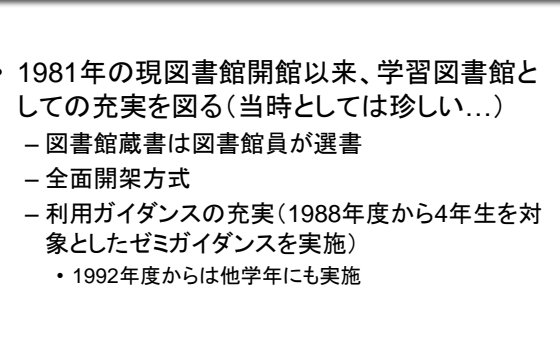 • 1981年の現図書館開館以来、学習図書館と
しての充実を図る（当時としては珍しい…）
– 図書館蔵書は図書館員が選書
– 全面開架方式
– 利用ガイダンスの充実（1988年度から4年生を対
象としたゼミガイダンスを実施）
• 1992年度からは他学年にも実施